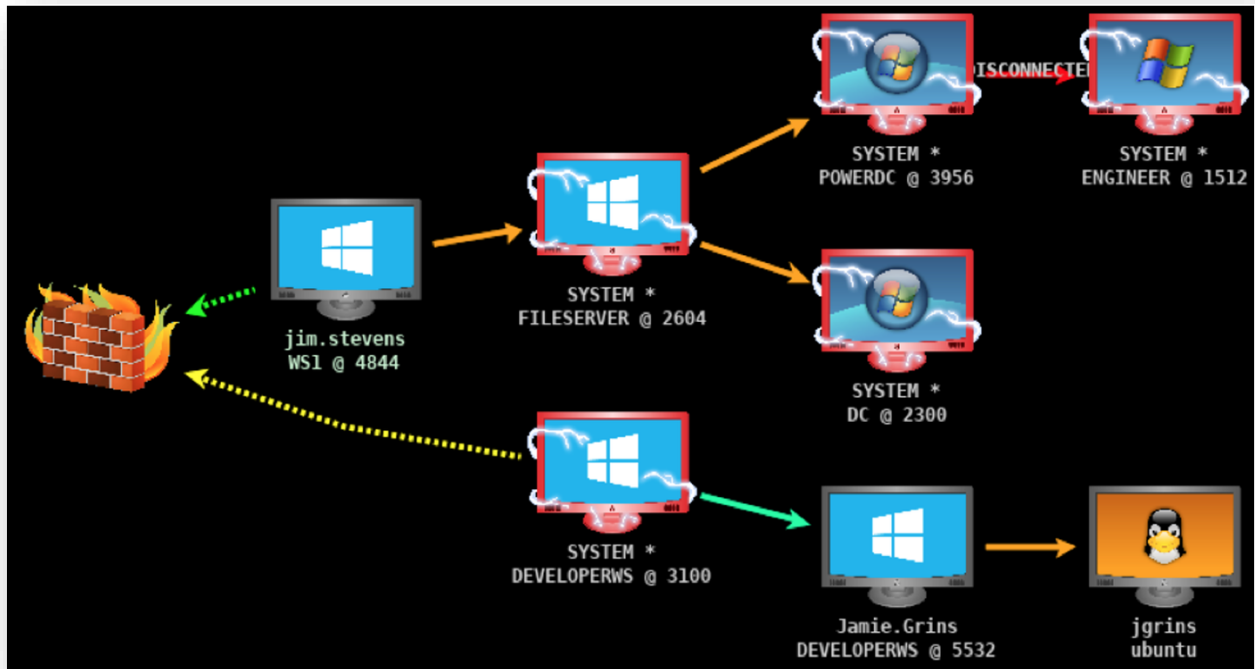 DISCONNECTE
SYSTEM *
POWERDC @ 3956
SYSTEM *
ENGINEER @ 1512
SYSTEM *
FILESERVER @ 2604
jim.stevens
WS1 @ 4844
SYSTEM *
DC @ 2300
SYSTEM *
DEVELOPERWS @ 3100
Jamie.Grins
DEVELOPERWS @ 5532
jgrins
ubuntu